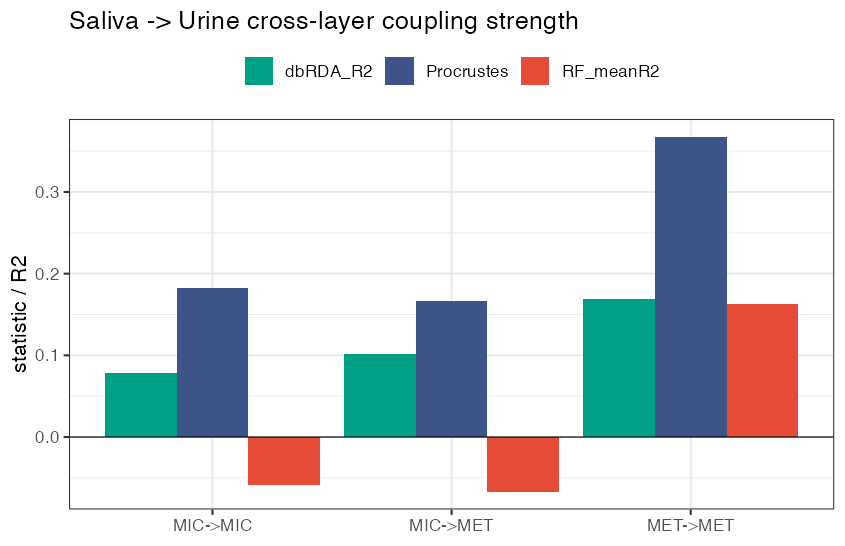 Saliva -> Urine cross-layer coupling strength
dbRDA_R2 Procrustes RF_meanR2
statistic / R2
0.3
0.2
0.1
0.0
MIC->MIC MIC->MET MET->MET